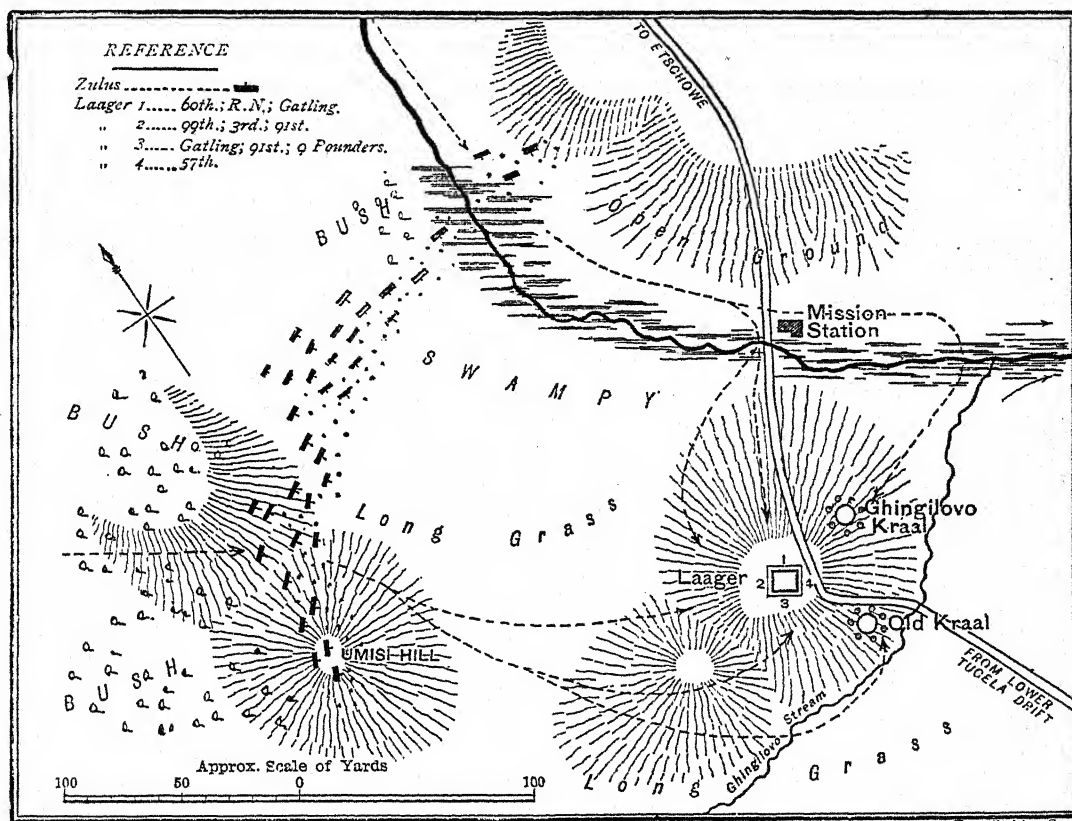 REFERENCE
Zulus
Laager 1..... 60th.; R.N.; Gatling.
„ 2..... 99th.; 3rd.; 91st.
„ 3..... Gatling; 91st.; 9 Pounders.
„ 4..... 57th.
TO ETSCHOWE
BUSH
Open Ground
Mission Station
SWAMPY
BUSH
Long Grass
Ghingilovo
Kraal
Laager
1
2
4
3
Old Kraal
UMISI HILL
BUSH
FROM LOWER
TUGELA DRIFT
Ghingilovo Stream
Long Grass
Approx. Scale of Yards
100 50 0 100